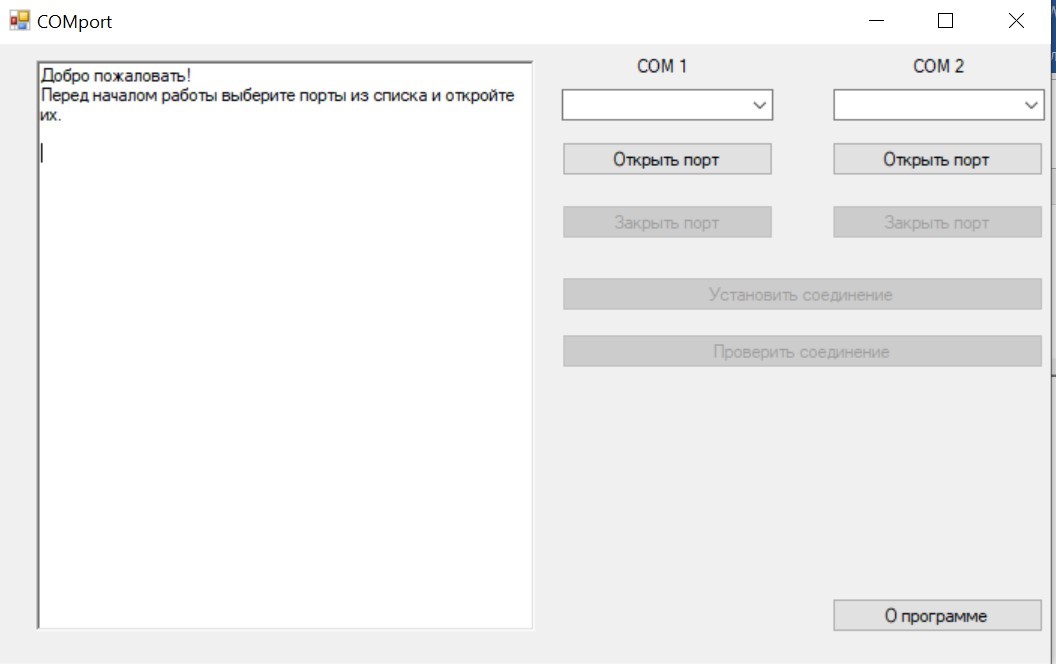 COMport
Добро пожаловать!
Перед началом работы выберите порты из списка и откройте
их.
COM 1
COM 2
Открыть порт
Открыть порт
Закрыть порт
Закрыть порт
Установить соединение
Проверить соединение
О программе